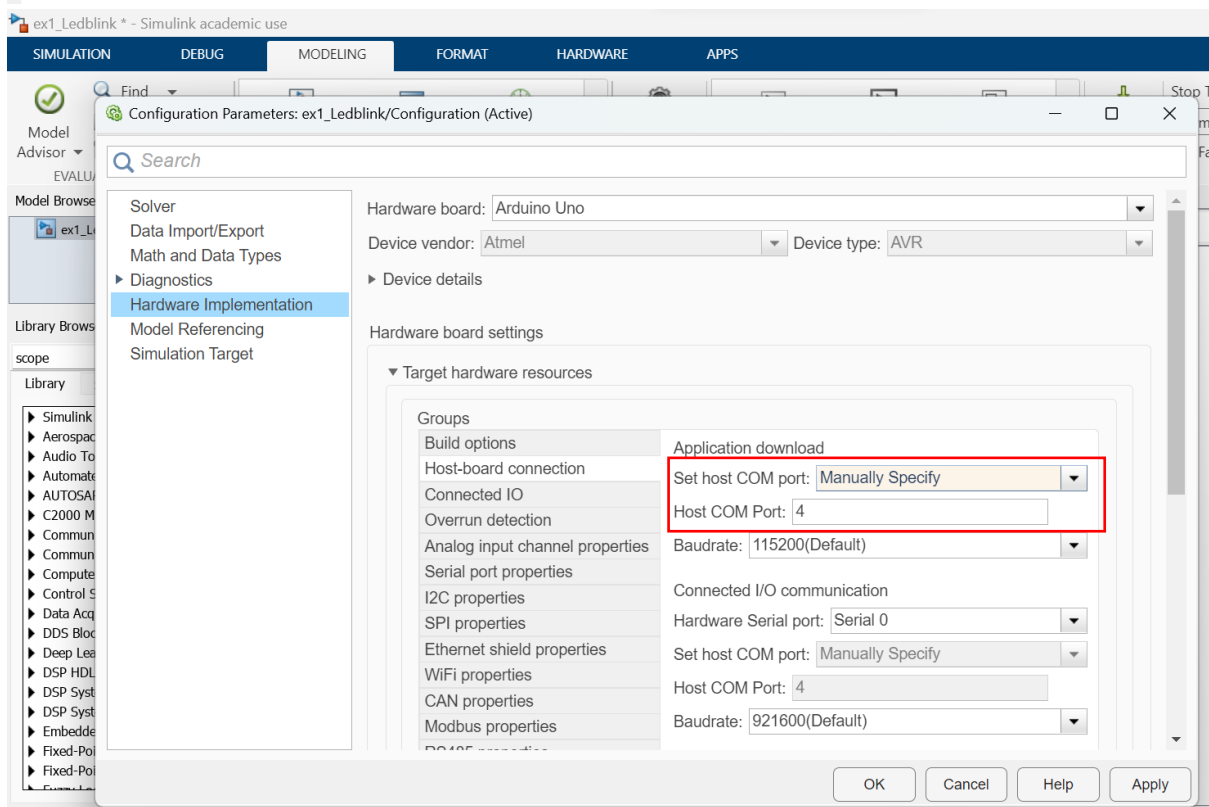 ex1_Ledblink * - Simulink academic use
SIMULATION DEBUG MODELING FORMAT HARDWARE APPS
Find
Stop
Model
Advisor
Configuration Parameters: ex1_Ledblink/Configuration (Active)
Search
Solver
Data Import/Export
Math and Data Types
Diagnostics
Hardware Implementation
Model Referencing
Simulation Target
Hardware board: Arduino Uno
Device vendor: Atmel Device type: AVR
Device details
Hardware board settings
Target hardware resources
Groups
Build options
Host-board connection
Connected IO
Overrun detection
Analog input channel properties
Serial port properties
I2C properties
SPI properties
Ethernet shield properties
WiFi properties
CAN properties
Modbus properties
Application download
Set host COM port: Manually Specify
Host COM Port: 4
Baudrate: 115200(Default)
Connected I/O communication
Hardware Serial port: Serial 0
Set host COM port: Manually Specify
Host COM Port: 4
Baudrate: 921600(Default)
OK Cancel Help Apply
Model Browse
ex1_L
Library Brows
scope
Library
Simulink
Aerospac
Audio To
Automate
AUTOSA
C2000 M
Commun
Commun
Compute
Control S
Data Acq
DDS Bloc
Deep Lea
DSP HDL
DSP Syst
DSP Syst
Embedde
Fixed-Poi
Fixed-Poi